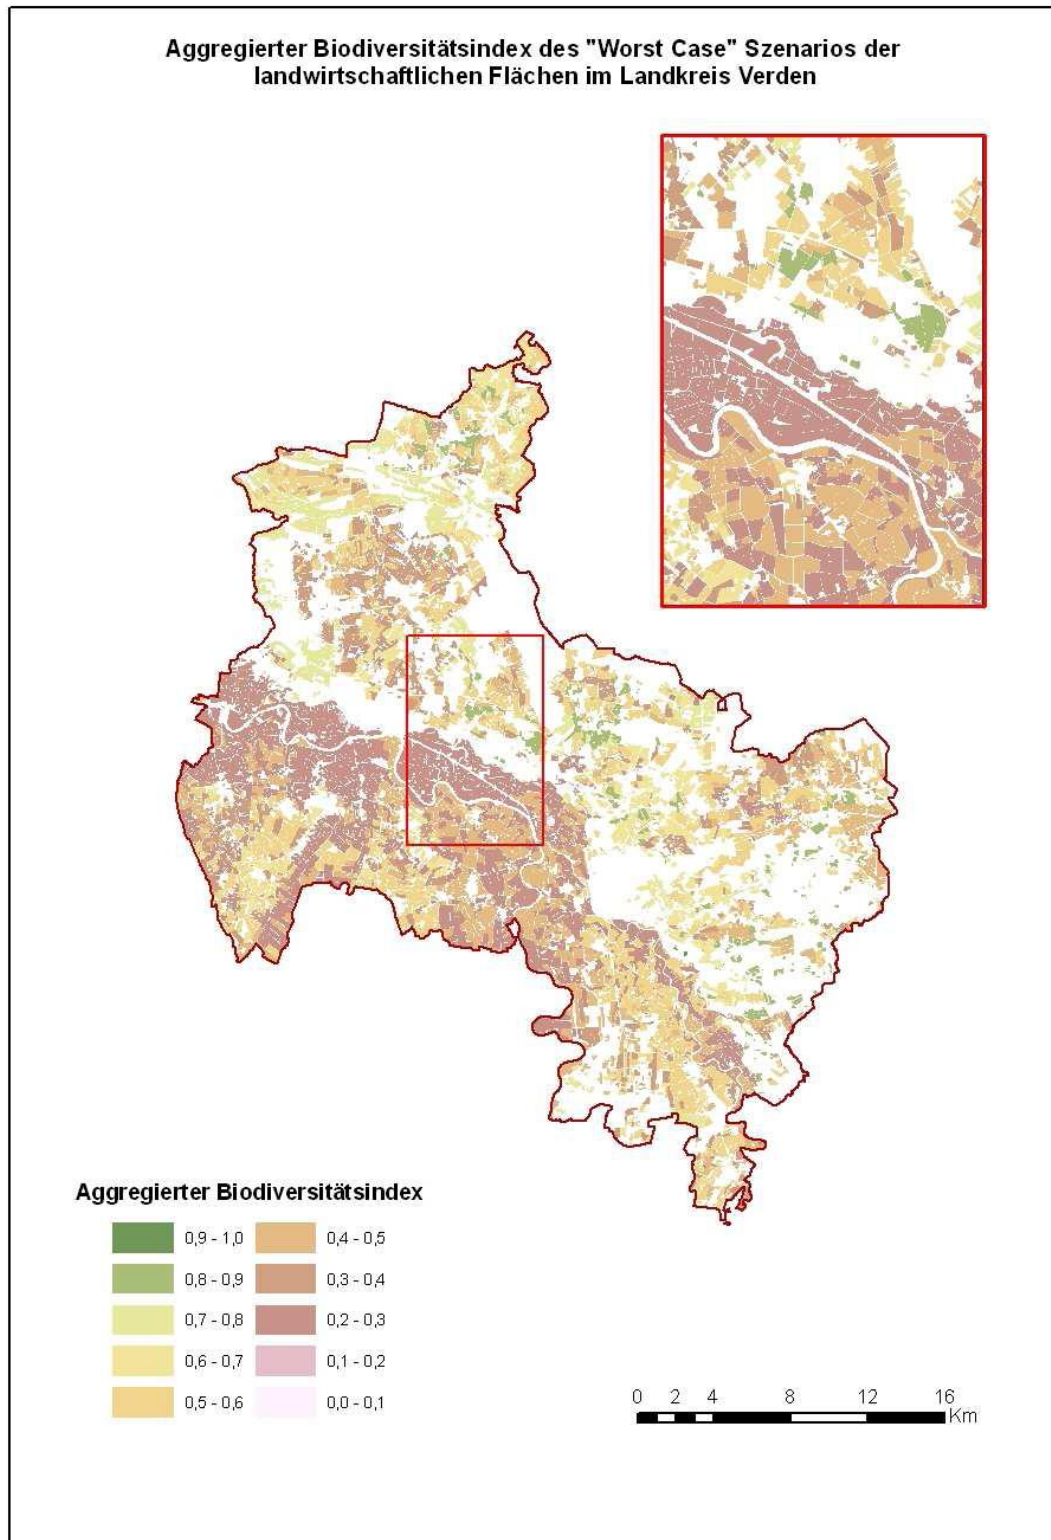 Aggregierter Biodiversitätsindex des "Worst Case" Szenarios der
landwirtschaftlichen Flächen im Landkreis Verden
Aggregierter Biodiversitätsindex
0,9 - 1,0
0,8 - 0,9
0,7 - 0,8
0,6 - 0,7
0,5 - 0,6
0,4 - 0,5
0,3 - 0,4
0,2 - 0,3
0,1 - 0,2
0,0 - 0,1
0 2 4 8 12 16
Km